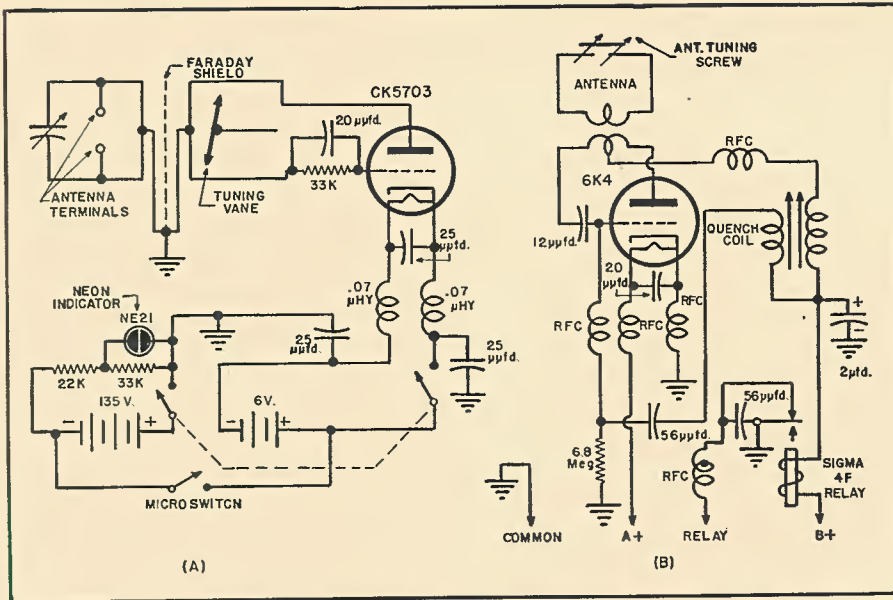 FARADAY
SHIELD
CK5703
20µµfd.
33K
ANTENNA
TERMINALS
TUNING
VANE
25
µµfd.
.07
µHY
.07
µHY
NEON
INDICATOR
NE21
25
µµfd.
25
µµfd.
22K
33K
135 V.
- +
6V.
- +
MICRO SWITCH
(A)
ANT. TUNING
SCREW
ANTENNA
RFC
6K4
12µµfd.
QUENCH
COIL
20
µµfd.
RFC
RFC
RFC
+
-
2µfd.
56µµfd.
56µµfd.
6.8
Meg.
RFC
SIGMA
4F
RELAY
COMMON
A+
RELAY
B+
(B)